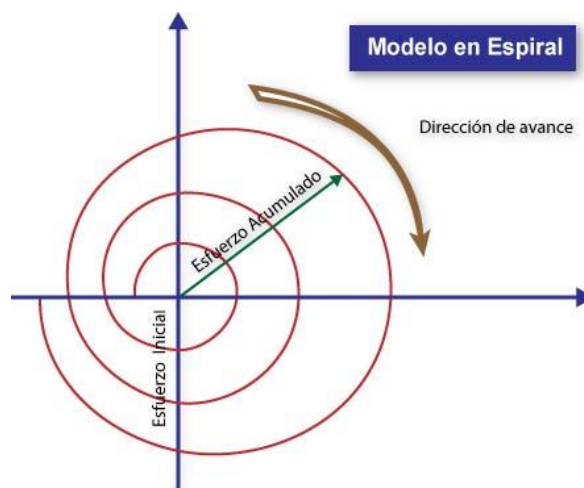 Modelo en Espiral
Dirección de avance
Esfuerzo Acumulado
Esfuerzo Inicial